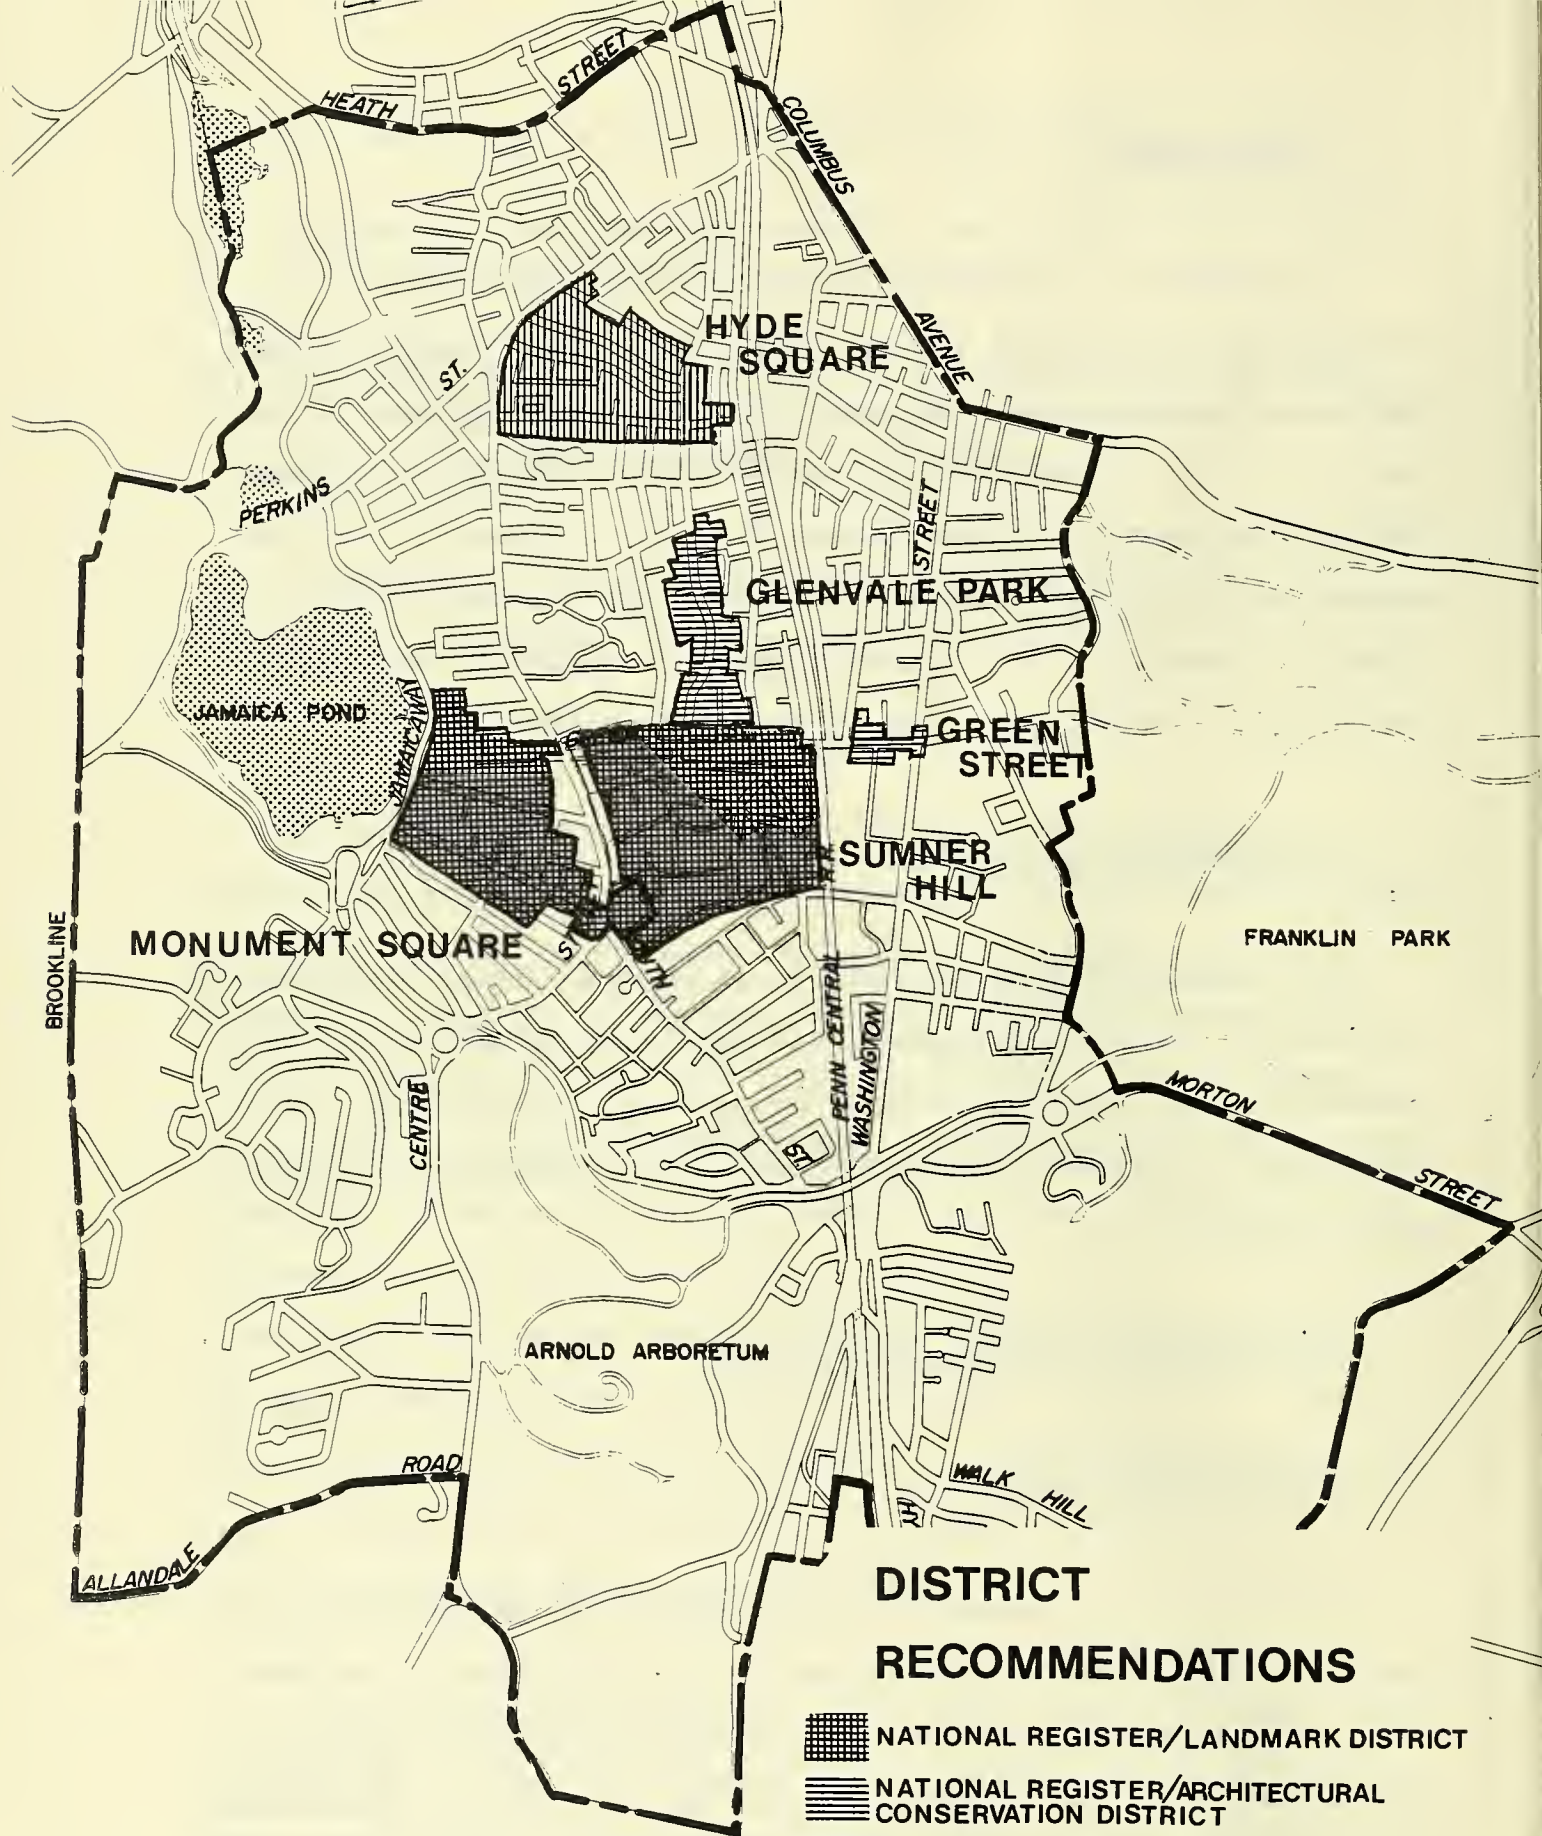 HEATH
STREET
COLUMBUS
AVENUE
HYDE
SQUARE
ST.
PERKINS
STREET
GLENVALE PARK
JAMAICA POND
JAMAICAWAY
GREEN
STREET
SUMNER
HILL
R.R.
MONUMENT SQUARE
ST
BROOKLINE
FRANKLIN PARK
PENN CENTRAL
WASHINGTON
CENTRE
ST.
MORTON
STREET
ARNOLD ARBORETUM
ROAD
ALLANDALE
WALK
HILL
DISTRICT
RECOMMENDATIONS
NATIONAL REGISTER/LANDMARK DISTRICT
NATIONAL REGISTER/ARCHITECTURAL
CONSERVATION DISTRICT